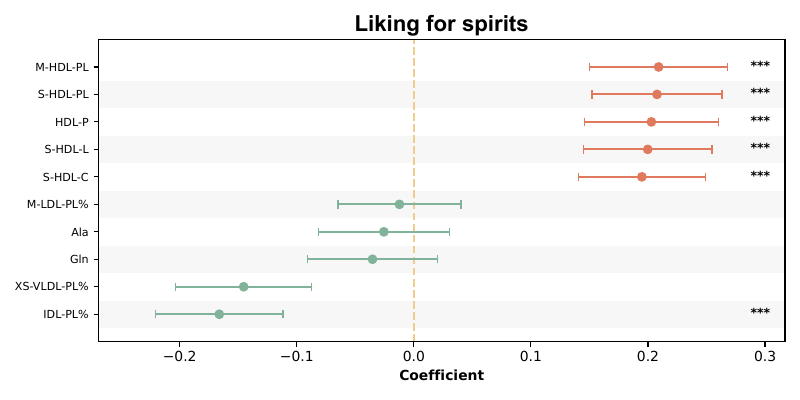 Liking for spirits
M-HDL-PL ***
S-HDL-PL ***
HDL-P ***
S-HDL-L ***
S-HDL-C ***
M-LDL-PL%
Ala
Gln
XS-VLDL-PL%
IDL-PL% ***
−0.2 −0.1 0.0 0.1 0.2 0.3
Coefficient